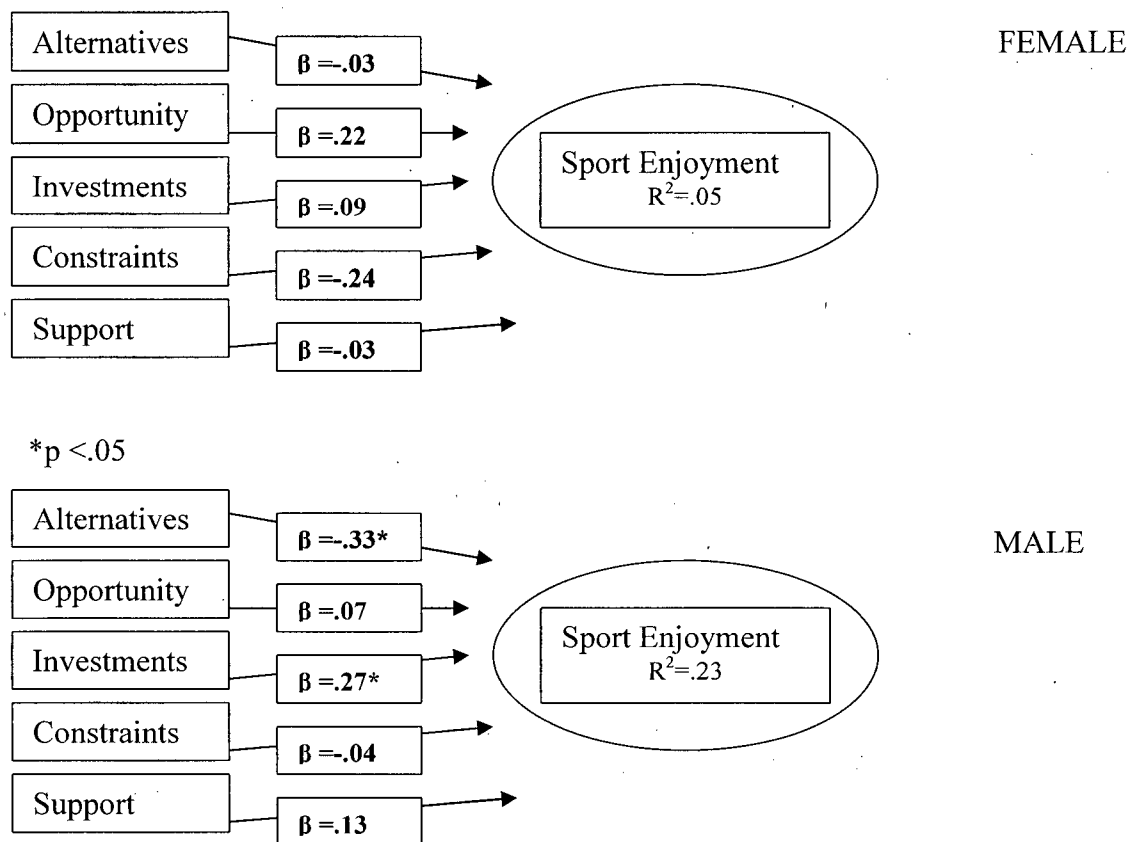 FEMALE
Alternatives
β =-.03
Opportunity
β =.22
Investments
β =.09
Constraints
β =-.24
Support
β =-.03
Sport Enjoyment
R²=.05
*p <.05
MALE
Alternatives
β =-.33*
Opportunity
β =.07
Investments
β =.27*
Constraints
β =-.04
Support
β =.13
Sport Enjoyment
R²=.23